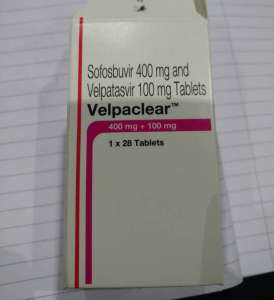 Sofosbuvir 400 mg and
Velpatasvir 100 mg Tablets
Velpaclear™
400 mg + 100 mg
1 x 28 Tablets